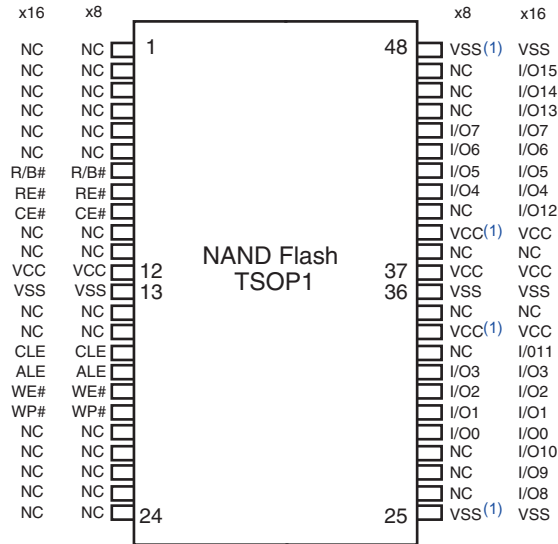 x16 x8 x8 x16
NC NC 1 48 VSS(1) VSS
NC NC NC I/O15
NC NC NC I/O14
NC NC NC I/O13
NC NC I/O7 I/O7
NC NC I/O6 I/O6
R/B# R/B# I/O5 I/O5
RE# RE# I/O4 I/O4
CE# CE# NC I/O12
NC NC VCC(1) VCC
NC NC NC NC
VCC VCC 12 NAND Flash 37 VCC VCC
VSS VSS 13 TSOP1 36 VSS VSS
NC NC NC NC
NC NC VCC(1) VCC
CLE CLE NC I/011
ALE ALE I/O3 I/O3
WE# WE# I/O2 I/O2
WP# WP# I/O1 I/O1
NC NC I/O0 I/O0
NC NC NC I/O10
NC NC NC I/O9
NC NC NC I/O8
NC NC 24 25 VSS(1) VSS